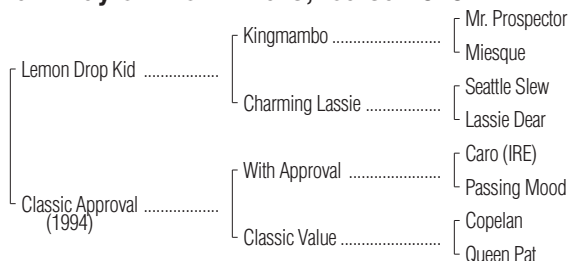 Kingmambo ....................
Mr. Prospector
Miesque
Lemon Drop Kid ..................
Charming Lassie ...................
Seattle Slew
Lassie Dear
With Approval .....................
Caro (IRE)
Passing Mood
Classic Approval ..................
(1994)
Classic Value ....................
Copelan
Queen Pat